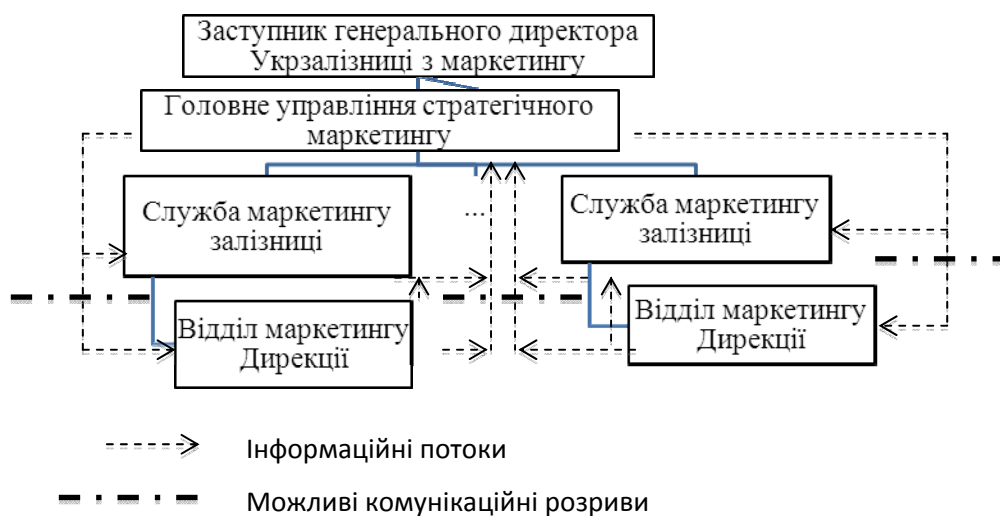 Заступник генерального директора
Укрзалізниці з маркетингу
Головне управління стратегічного
маркетингу
Служба маркетингу
залізниці
...
Служба маркетингу
залізниці
Відділ маркетингу
Дирекції
Відділ маркетингу
Дирекції
Інформаційні потоки
Можливі комунікаційні розриви